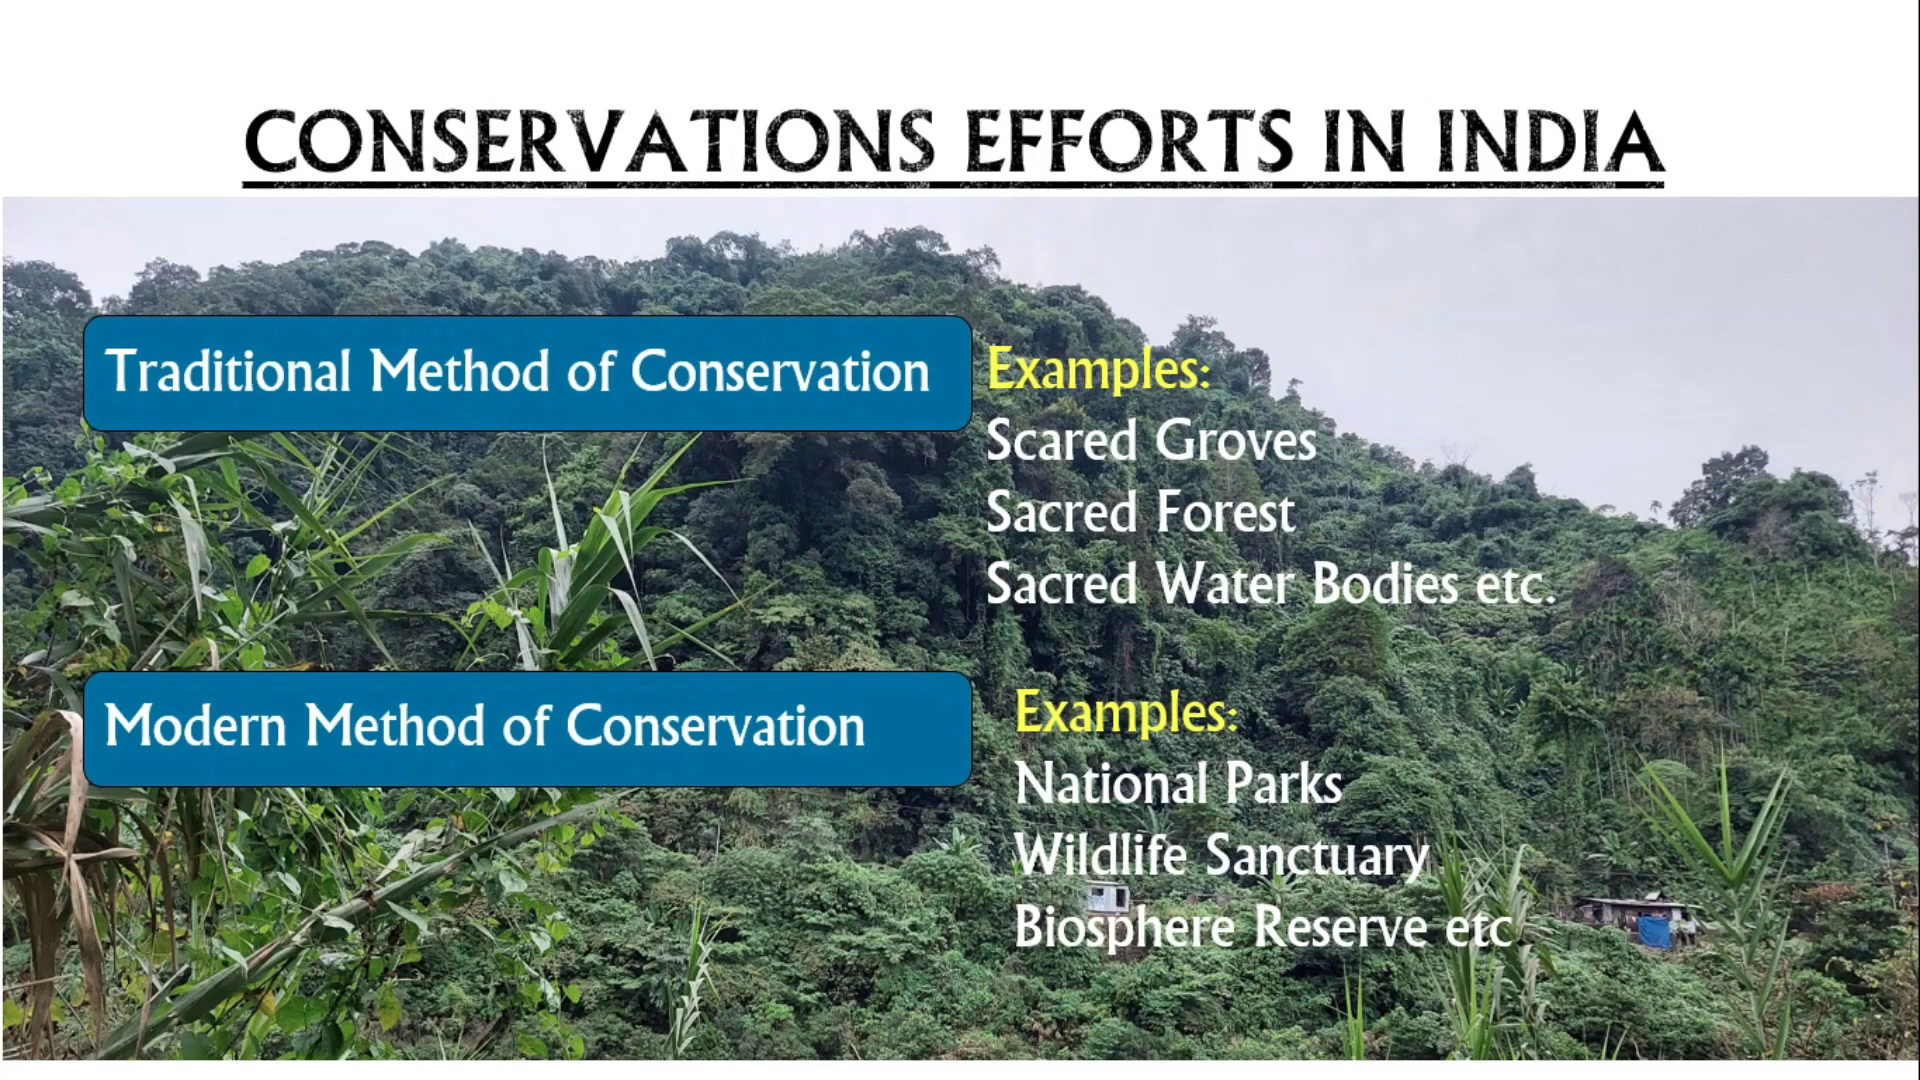 CONSERVATIONS EFFORTS IN INDIA
Traditional Method of Conservation
Examples:
Scared Groves
Sacred Forest
Sacred Water Bodies etc.
Modern Method of Conservation
Examples:
National Parks
Wildlife Sanctuary
Biosphere Reserve etc